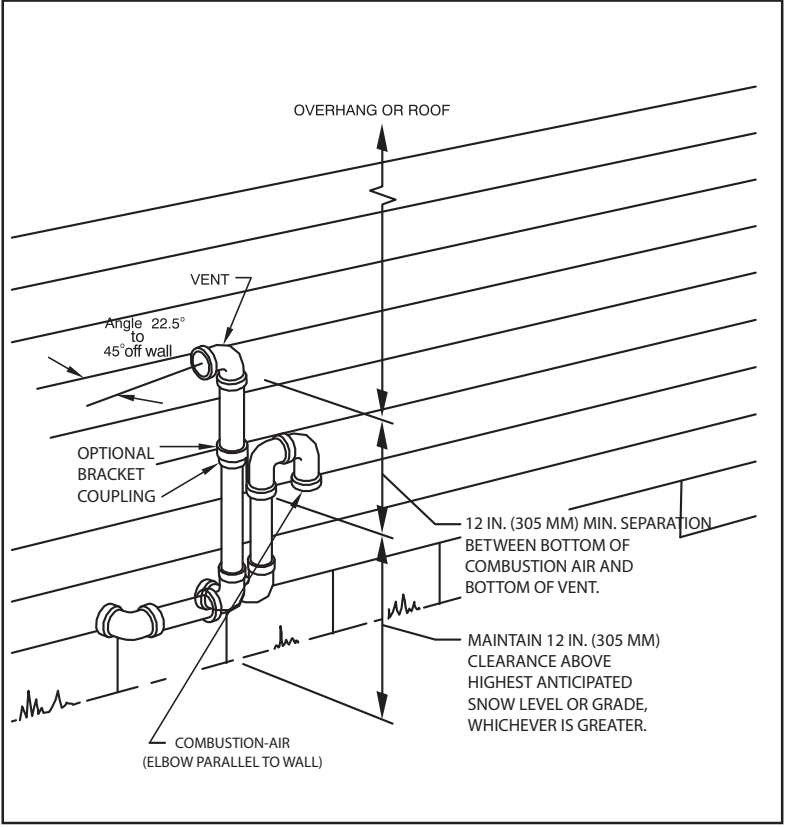 OVERHANG OR ROOF
VENT
Angle 22.5°
to
45°off wall
OPTIONAL
BRACKET
COUPLING
12 IN. (305 MM) MIN. SEPARATION
BETWEEN BOTTOM OF
COMBUSTION AIR AND
BOTTOM OF VENT.
MAINTAIN 12 IN. (305 MM)
CLEARANCE ABOVE
HIGHEST ANTICIPATED
SNOW LEVEL OR GRADE,
WHICHEVER IS GREATER.
COMBUSTION-AIR
(ELBOW PARALLEL TO WALL)